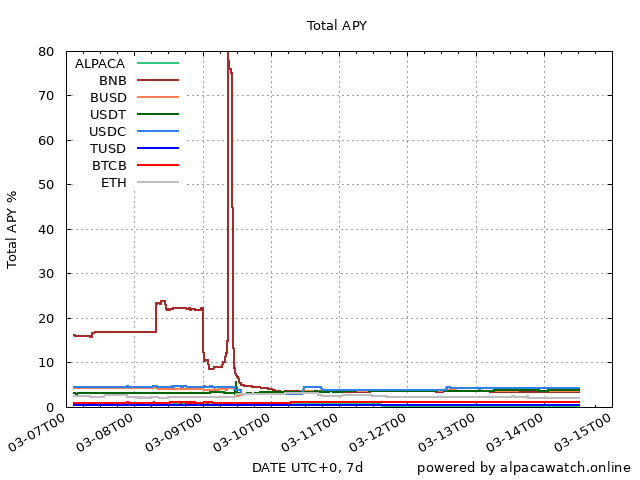 Total APY
80
70
60
50
40
30
20
10
0
Total APY %
ALPACA
BNB
BUSD
USDT
USDC
TUSD
BTCB
ETH
03-07T00
03-08T00
03-09T00
03-10T00
03-11T00
03-12T00
03-13T00
03-14T00
03-15T00
DATE UTC+0, 7d
powered by alpacawatch.online